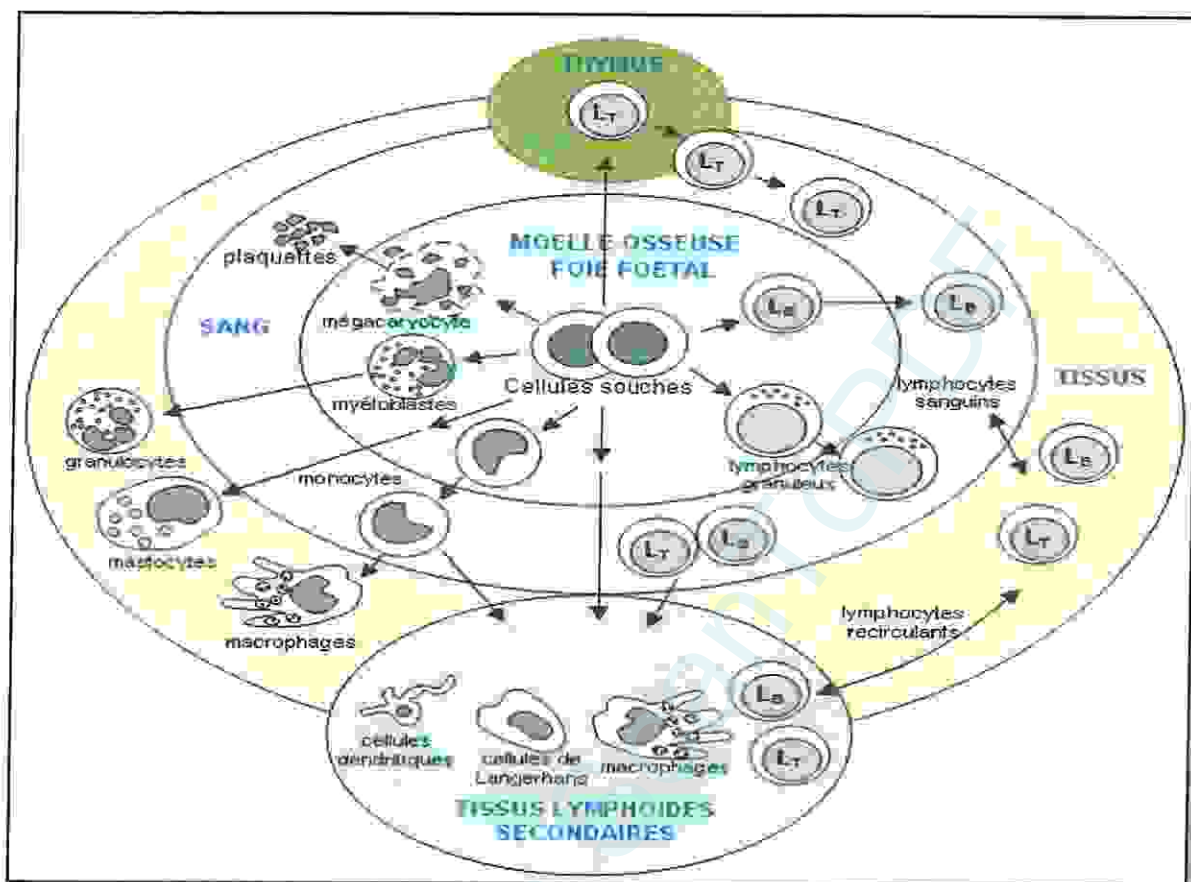 THYMUS
LT
LT
LT
plaquettes
MOELLE OSSEUSE
FOIE FOETAL
SANG
mégacaryocyte
LB
LB
myéloblastes
Cellules souches
lymphocytes
sanguins
TISSUS
granulocytes
monocytes
lymphocytes
granuleux
LB
mastocytes
LT
LB
LT
macrophages
lymphocytes
recirculants
LB
cellules
dendritiques
cellules de
Langerhans
macrophages
LT
TISSUS LYMPHOIDES
SECONDAIRES